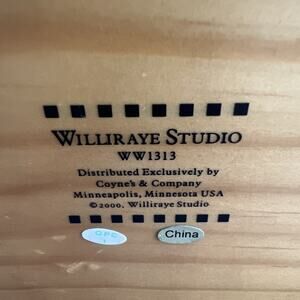 WILLIRAYE STUDIO
WW1313
Distributed Exclusively by
Coyne's & Company
Minneapolis, Minnesota USA
©2000, Williraye Studio
China